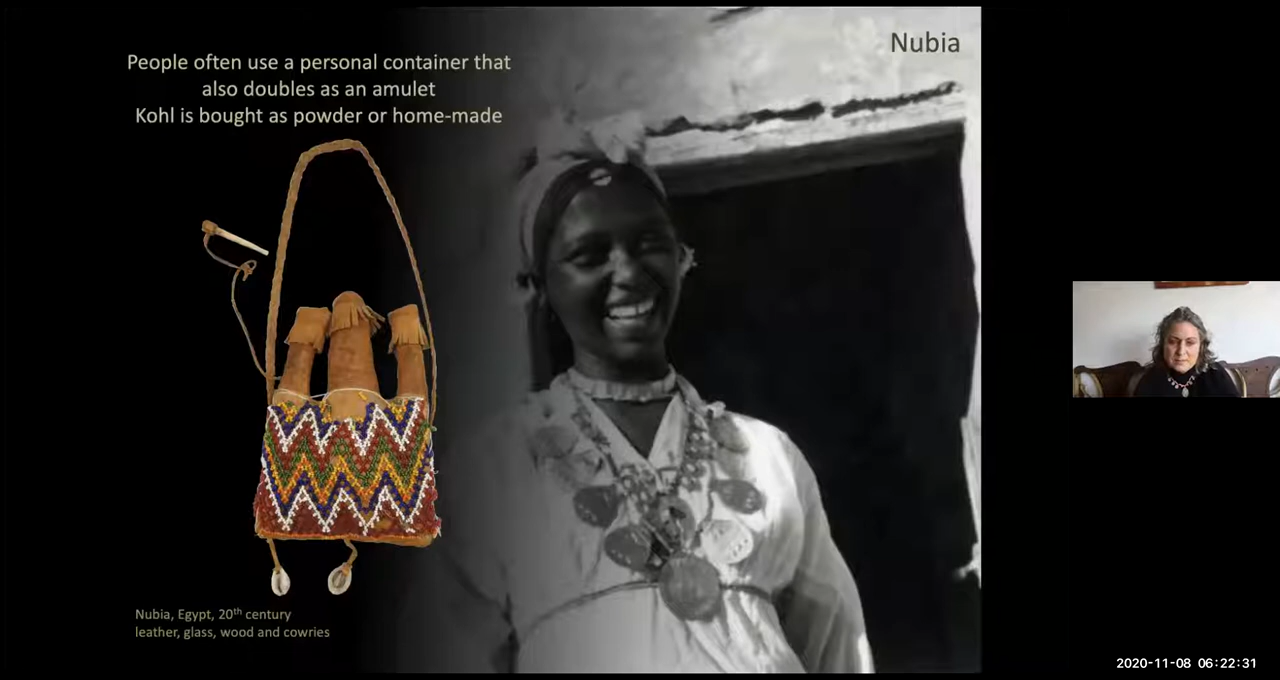 Nubia
People often use a personal container that
also doubles as an amulet
Kohl is bought as powder or home-made
Nubia, Egypt, 20th century
leather, glass, wood and cowries
2020-11-08 06:22:31